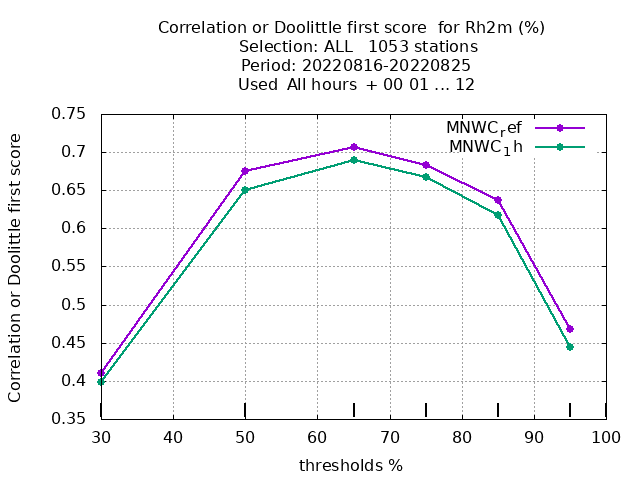 Correlation or Doolittle first score  for Rh2m (%)
Selection: ALL   1053 stations
Period: 20220816-20220825
Used  All hours  + 00 01 ... 12
Correlation or Doolittle first score
0.75
0.7
0.65
0.6
0.55
0.5
0.45
0.4
0.35
MNWC_ref
MNWC_1h
30 40 50 60 70 80 90 100
thresholds %